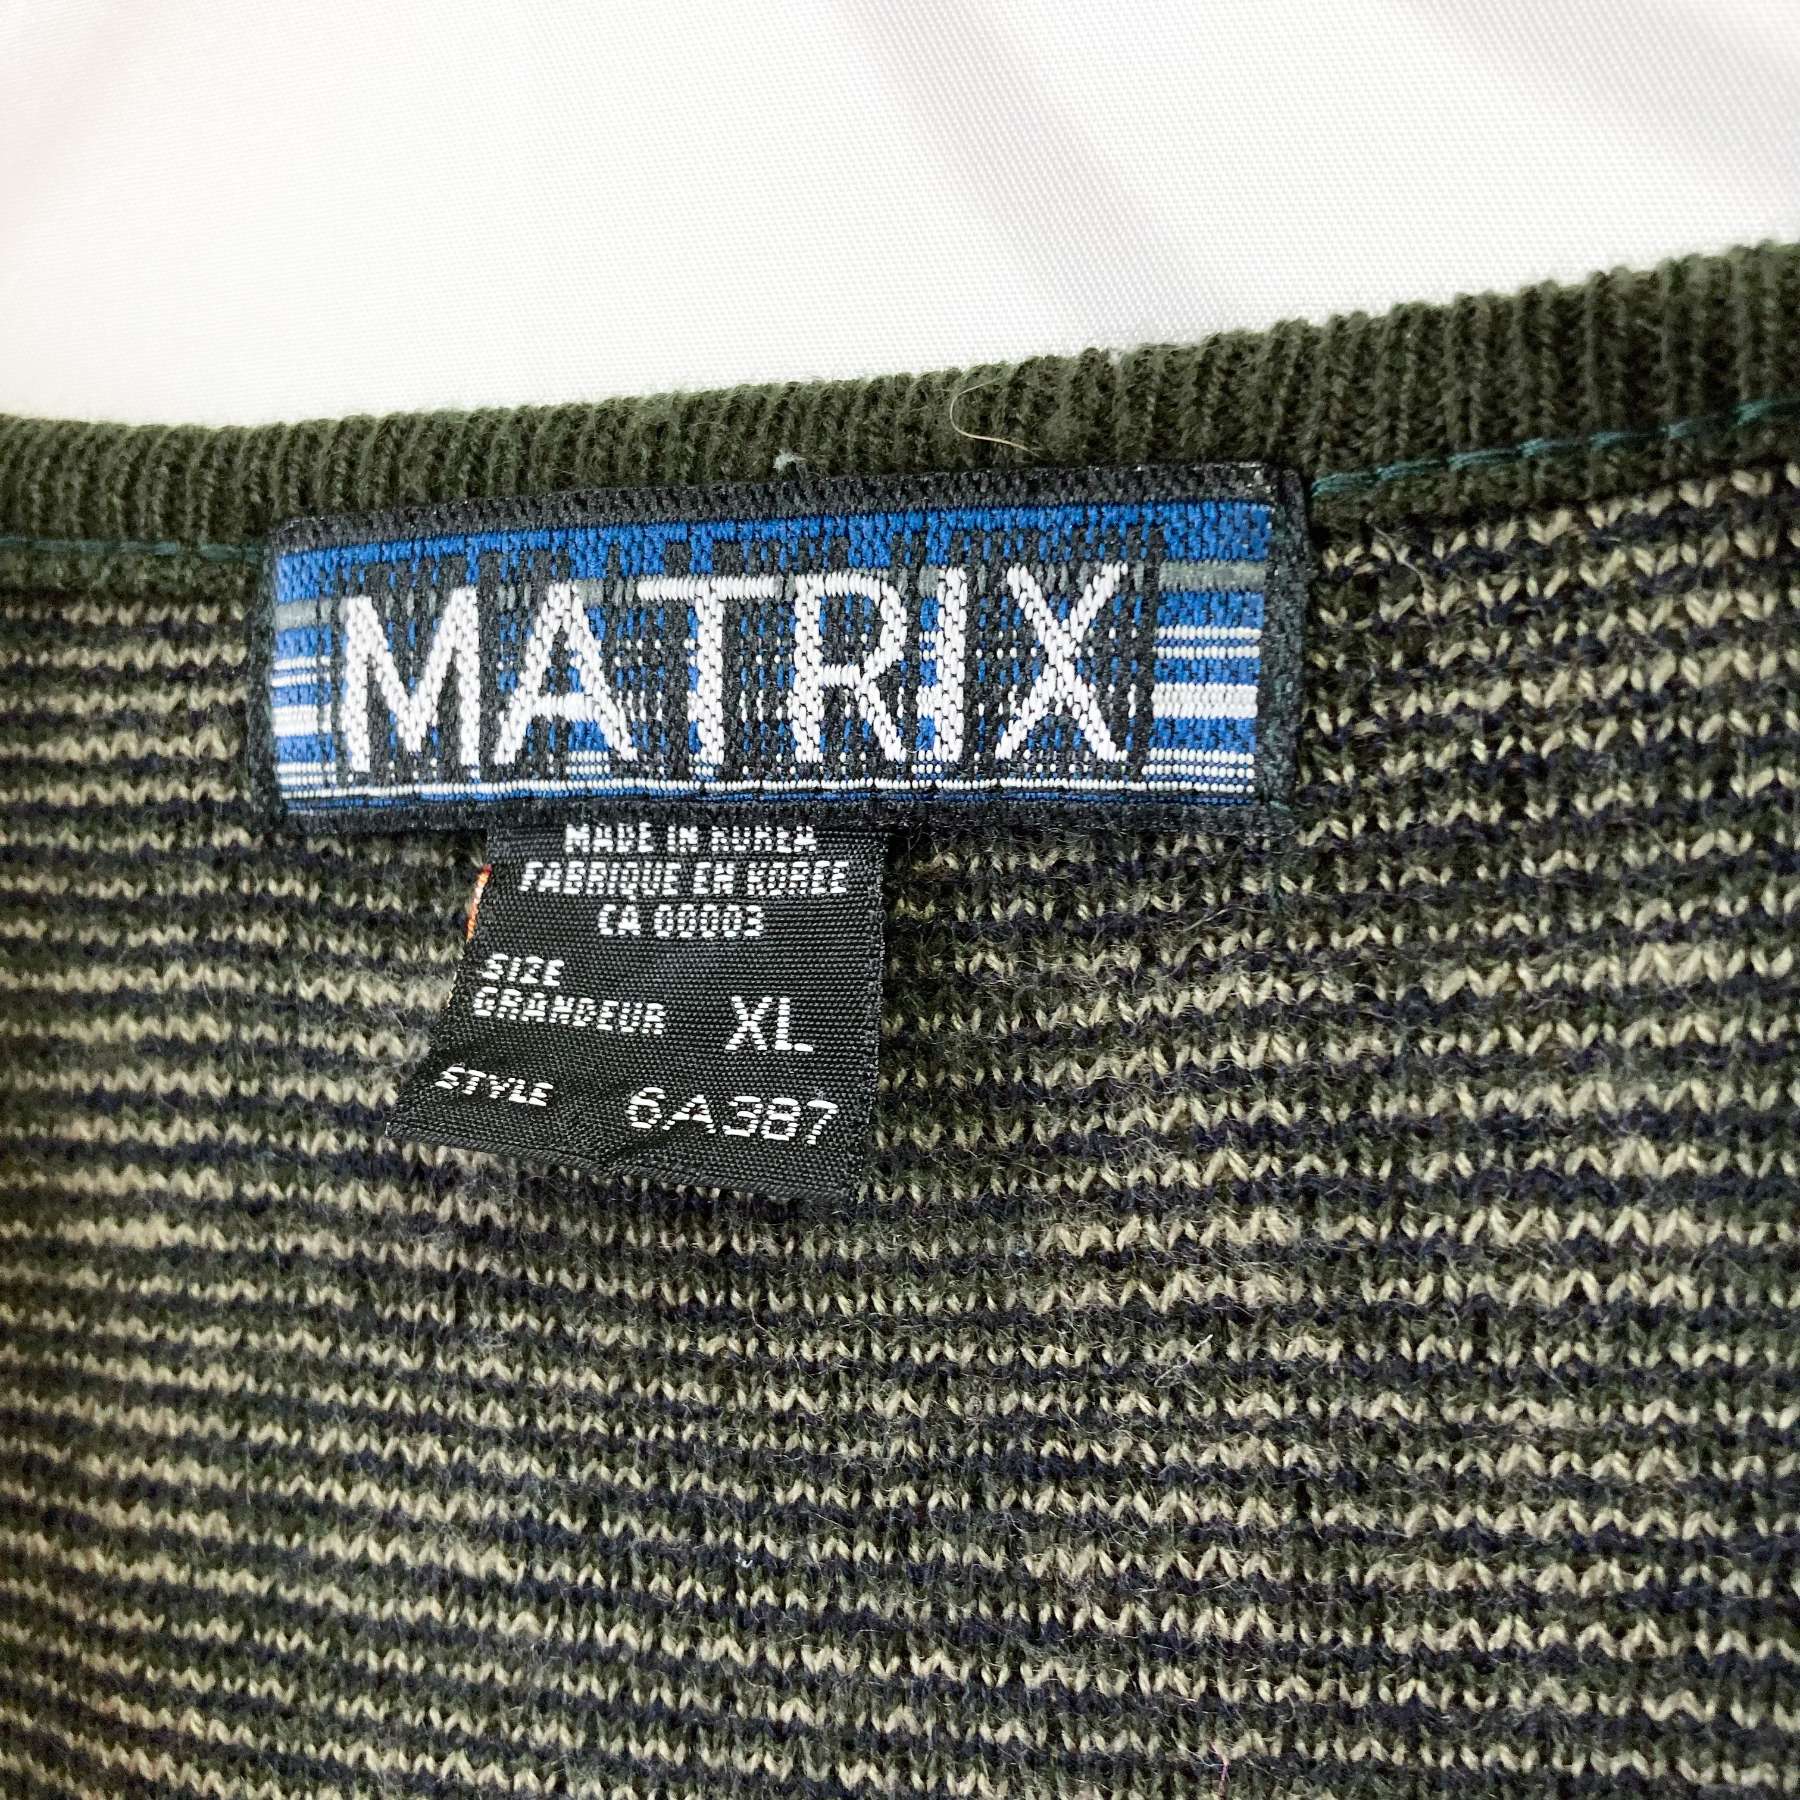 MATRIX
MADE IN KOREA
FABRIQUE EN KOREE
CA 00003
SIZE
GRANDEUR XL
STYLE 6A387